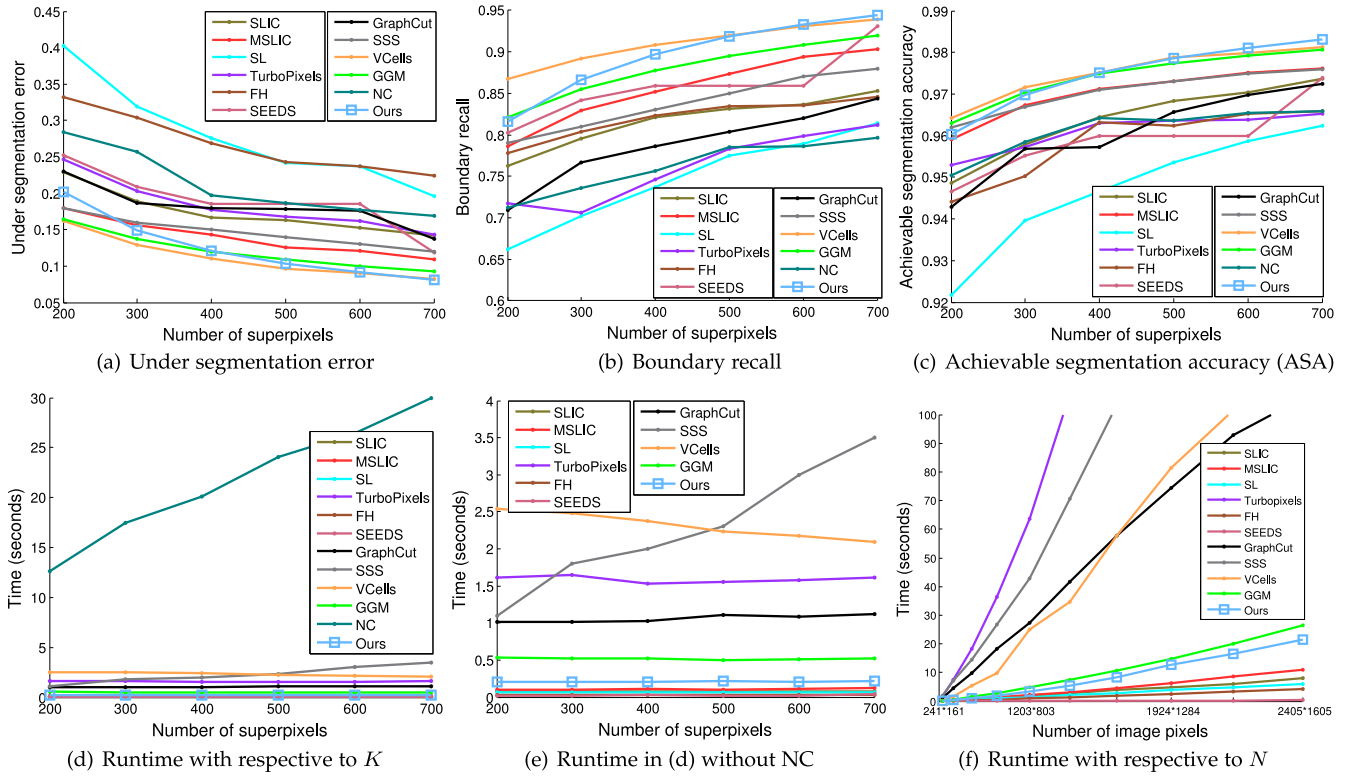 0.45
0.4
0.35
0.3
0.25
0.2
0.15
0.1
0.05
200 300 400 500 600 700
Under segmentation error
Number of superpixels
SLIC
MSLIC
SL
TurboPixels
FH
SEEDS
GraphCut
SSS
VCells
GGM
NC
Ours
(a) Under segmentation error
0.95
0.9
0.85
0.8
0.75
0.7
0.65
0.6
200 300 400 500 600 700
Boundary recall
Number of superpixels
SLIC
MSLIC
SL
TurboPixels
FH
SEEDS
GraphCut
SSS
VCells
GGM
NC
Ours
(b) Boundary recall
0.99
0.98
0.97
0.96
0.95
0.94
0.93
0.92
200 300 400 500 600 700
Achievable segmentation accuracy
Number of superpixels
SLIC
MSLIC
SL
TurboPixels
FH
SEEDS
GraphCut
SSS
VCells
GGM
NC
Ours
(c) Achievable segmentation accuracy (ASA)
30
25
20
15
10
5
0
200 300 400 500 600 700
Time (seconds)
Number of superpixels
SLIC
MSLIC
SL
TurboPixels
FH
SEEDS
GraphCut
SSS
VCells
GGM
NC
Ours
(d) Runtime with respective to K
4
3.5
3
2.5
2
1.5
1
0.5
0
200 300 400 500 600 700
Time (seconds)
Number of superpixels
SLIC
MSLIC
SL
TurboPixels
FH
SEEDS
GraphCut
SSS
VCells
GGM
Ours
(e) Runtime in (d) without NC
100
90
80
70
60
50
40
30
20
10
0
241*161 1203*803 1924*1284 2405*1605
Time (seconds)
Number of image pixels
SLIC
MSLIC
SL
Turbopixels
FH
SEEDS
GraphCut
SSS
VCells
GGM
Ours
(f) Runtime with respective to N